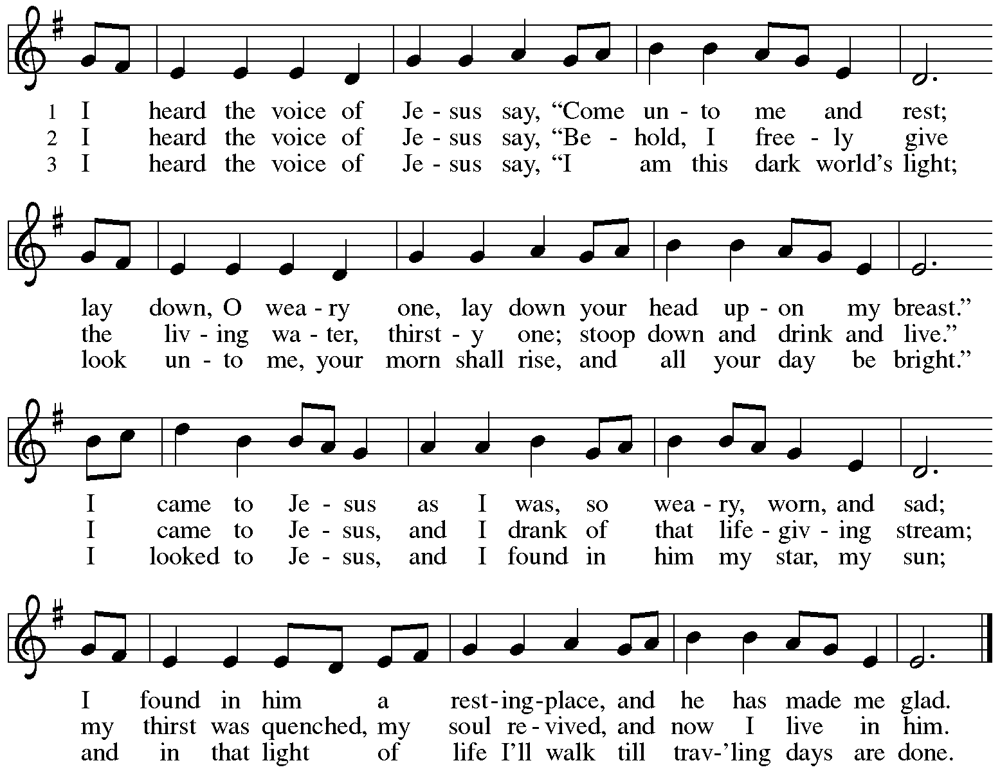 1 I heard the voice of Je - sus say, “Come un - to me and rest;
2 I heard the voice of Je - sus say, “Be - hold, I free - ly give
3 I heard the voice of Je - sus say, “I am this dark world’s light;
lay down, O wea - ry one, lay down your head up - on my breast.”
the liv - ing wa - ter, thirst - y one; stoop down and drink and live.”
look un - to me, your morn shall rise, and all your day be bright.”
I came to Je - sus as I was, so wea - ry, worn, and sad;
I came to Je - sus, and I drank of that life - giv - ing stream;
I looked to Je - sus, and I found in him my star, my sun;
I found in him a rest-ing-place, and he has made me glad.
my thirst was quenched, my soul re - vived, and now I live in him.
and in that light of life I’ll walk till trav-’ling days are done.